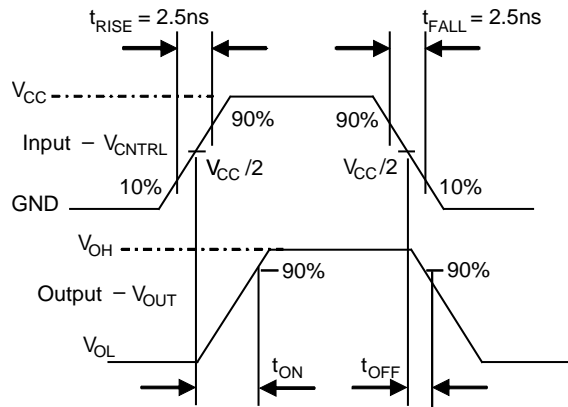 tRISE = 2.5ns
tFALL = 2.5ns
VCC
90%
90%
Input – VCNTRL
VCC/2
VCC/2
10%
10%
GND
VOH
90%
90%
Output – VOUT
VOL
tON
tOFF